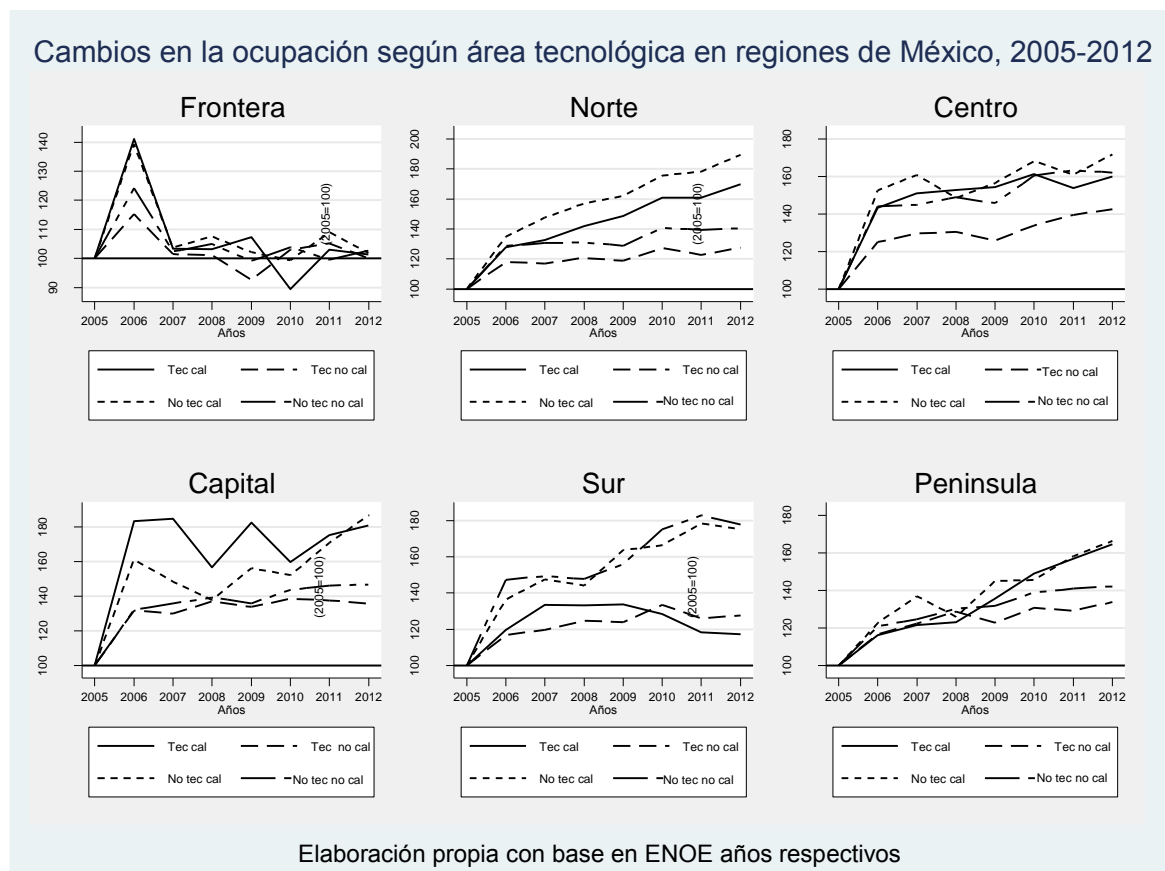 Cambios en la ocupación según área tecnológica en regiones de México, 2005-2012
Frontera
140
130
120
110
100
90
(2005=100)
2005 2006 2007 2008 2009 2010 2011 2012
Años
Tec cal Tec no cal
No tec cal No tec no cal
Norte
200
180
160
140
120
100
(2005=100)
2005 2006 2007 2008 2009 2010 2011 2012
Años
Tec cal Tec no cal
No tec cal No tec no cal
Centro
180
160
140
120
100
2005 2006 2007 2008 2009 2010 2011 2012
Años
Tec cal Tec no cal
No tec cal No tec no cal
Capital
180
160
140
120
100
(2005=100)
2005 2006 2007 2008 2009 2010 2011 2012
Años
Tec cal Tec no cal
No tec cal No tec no cal
Sur
180
160
140
120
100
(2005=100)
2005 2006 2007 2008 2009 2010 2011 2012
Años
Tec cal Tec no cal
No tec cal No tec no cal
Peninsula
180
160
140
120
100
2005 2006 2007 2008 2009 2010 2011 2012
Años
Tec cal Tec no cal
No tec cal No tec no cal
Elaboración propia con base en ENOE años respectivos